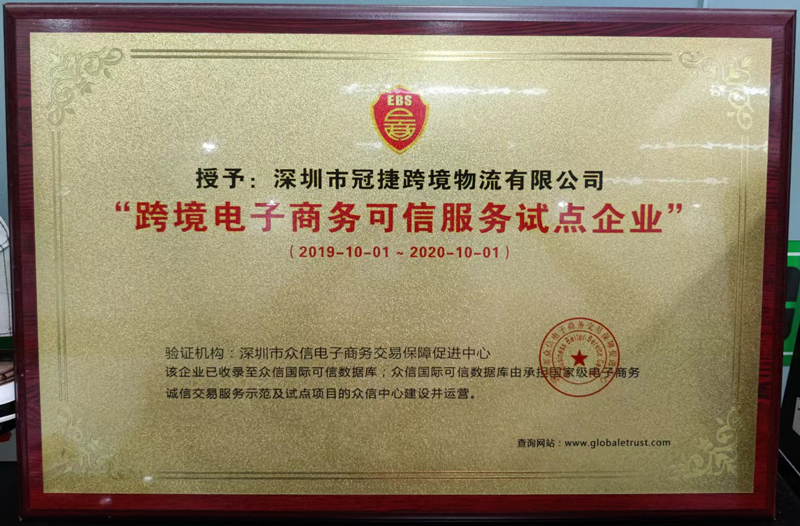 EBS
授予：深圳市冠捷跨境物流有限公司
“跨境电子商务可信服务试点企业”
（2019-10-01 ~ 2020-10-01）
验证机构：深圳市众信电子商务交易保障促进中心
该企业已收录至众信国际可信数据库；众信国际可信数据库由承担国家级电子商务
诚信交易服务示范及试点项目的众信中心建设并运营。
查询网站：www.globaletrust.com